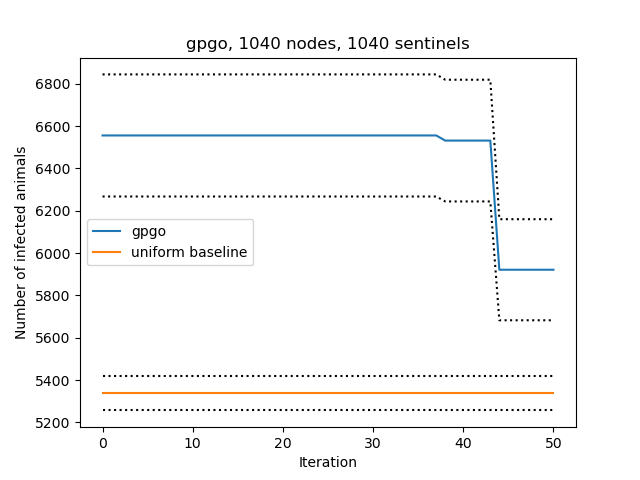 gpgo, 1040 nodes, 1040 sentinels
6800
6600
6400
6200
6000
5800
5600
5400
5200
Number of infected animals
gpgo
uniform baseline
0 10 20 30 40 50
Iteration